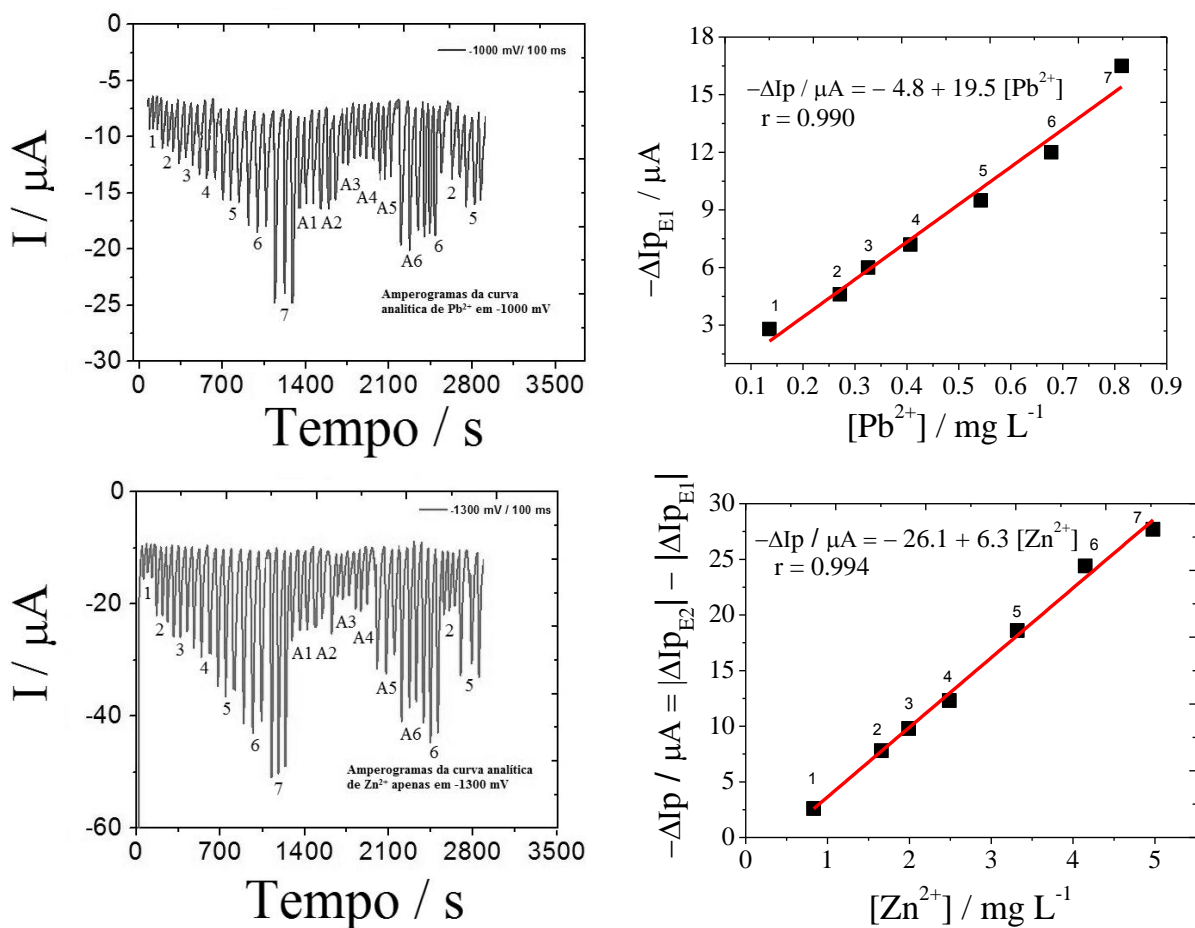 0
-5
-10
-15
-20
-25
-30
I / µA
-1000 mV/ 100 ms
1
2
3
4
5
6
7
A1
A2
A3
A4
A5
A6
6
2
5
Amperogramas da curva
analitica de Pb²⁺ em -1000 mV
0 700 1400 2100 2800 3500
Tempo / s
18
15
12
9
6
3
−ΔIp_E1 / µA
−ΔIp / µA = − 4.8 + 19.5 [Pb²⁺]
r = 0.990
1
2
3
4
5
6
7
0.1 0.2 0.3 0.4 0.5 0.6 0.7 0.8 0.9
[Pb²⁺] / mg L⁻¹
0
-20
-40
-60
I / µA
-1300 mV / 100 ms
1
2
3
4
5
6
7
A1
A2
A3
A4
A5
A6
6
2
5
Amperogramas da curva analítica
de Zn²⁺ apenas em -1300 mV
0 700 1400 2100 2800 3500
Tempo / s
30
25
20
15
10
5
0
−ΔIp / µA = |ΔIp_E2| − |ΔIp_E1|
−ΔIp / µA = − 26.1 + 6.3 [Zn²⁺]
r = 0.994
1
2
3
4
5
6
7
0 1 2 3 4 5
[Zn²⁺] / mg L⁻¹